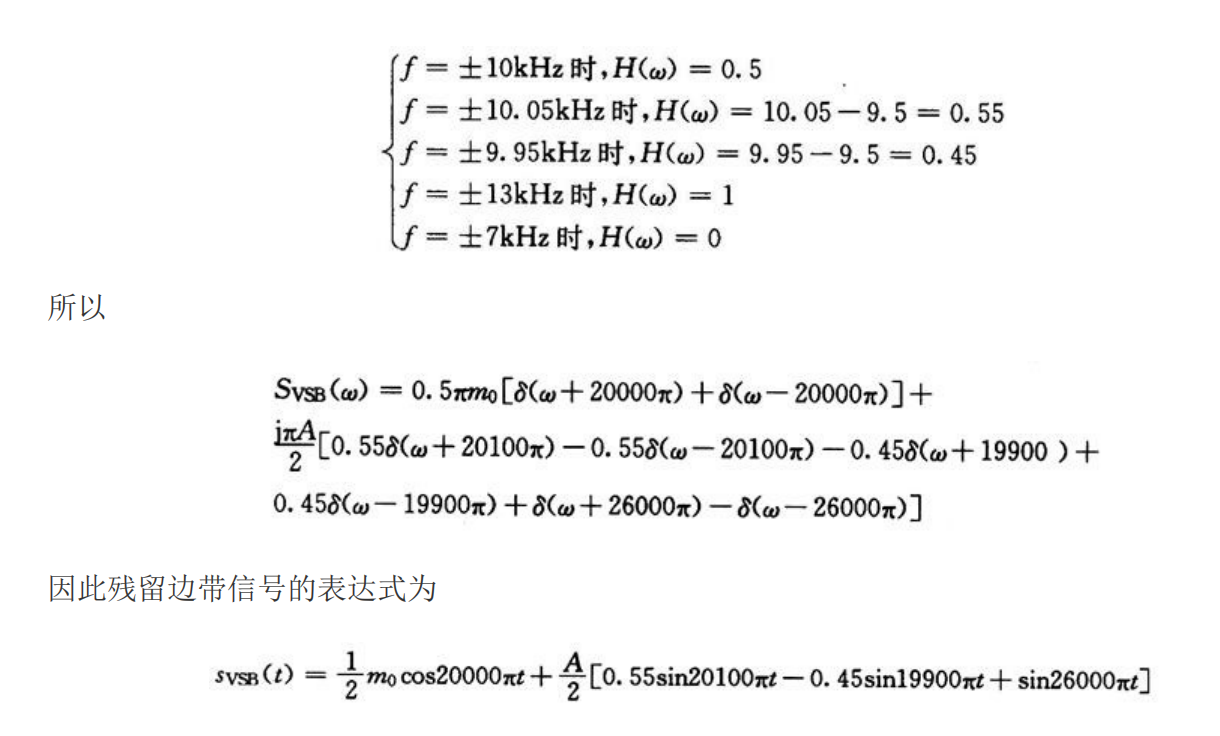 f = ±10kHz 时,H(ω) = 0.5
f = ±10.05kHz 时,H(ω) = 10.05−9.5 = 0.55
f = ±9.95kHz 时,H(ω) = 9.95−9.5 = 0.45
f = ±13kHz 时,H(ω) = 1
f = ±7kHz 时,H(ω) = 0
所以
S_VSB(ω) = 0.5πm₀[δ(ω+20000π)+δ(ω−20000π)]+
jπA/2[0.55δ(ω+20100π)−0.55δ(ω−20100π)−0.45δ(ω+19900 )+
0.45δ(ω−19900π)+δ(ω+26000π)−δ(ω−26000π)]
因此残留边带信号的表达式为
s_VSB(t) = 1/2 m₀cos20000πt + A/2[0.55sin20100πt−0.45sin19900πt+sin26000πt]